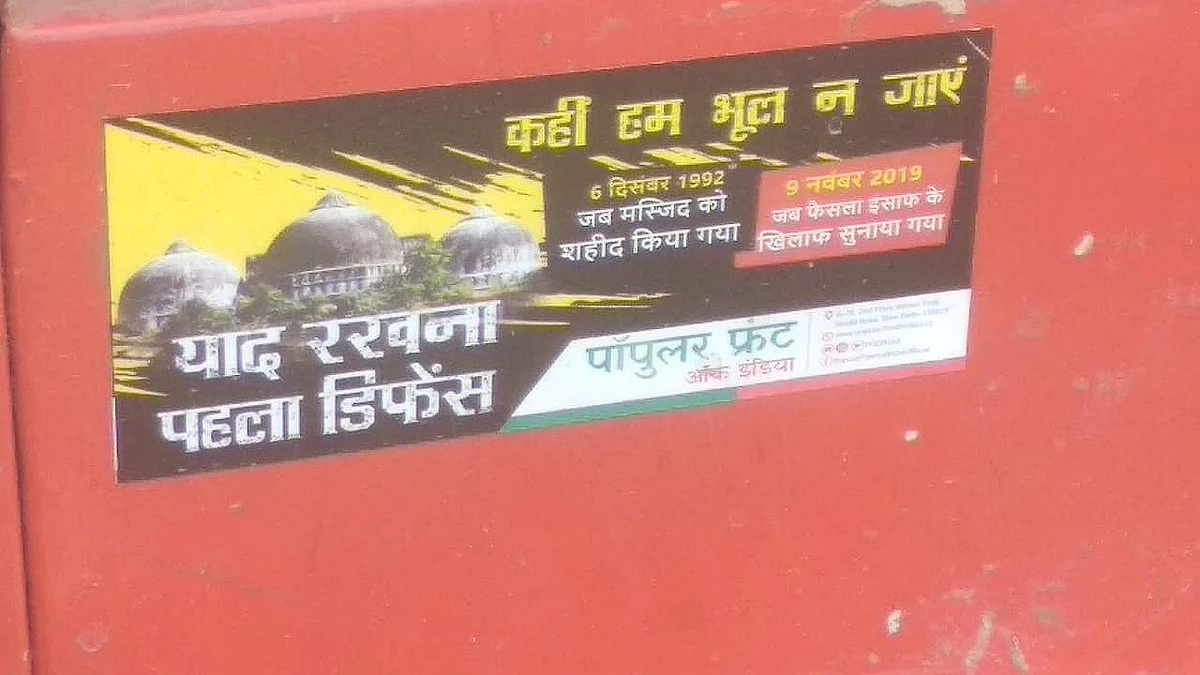 कहीं हम भूल न जाएं
6 दिसंबर 1992
जब मस्जिद को
शहीद किया गया
9 नवंबर 2019
जब फैसला इंसाफ के
खिलाफ सुनाया गया
याद रखना
पहला डिफेंस
पॉपुलर फ्रंट
ऑफ इंडिया